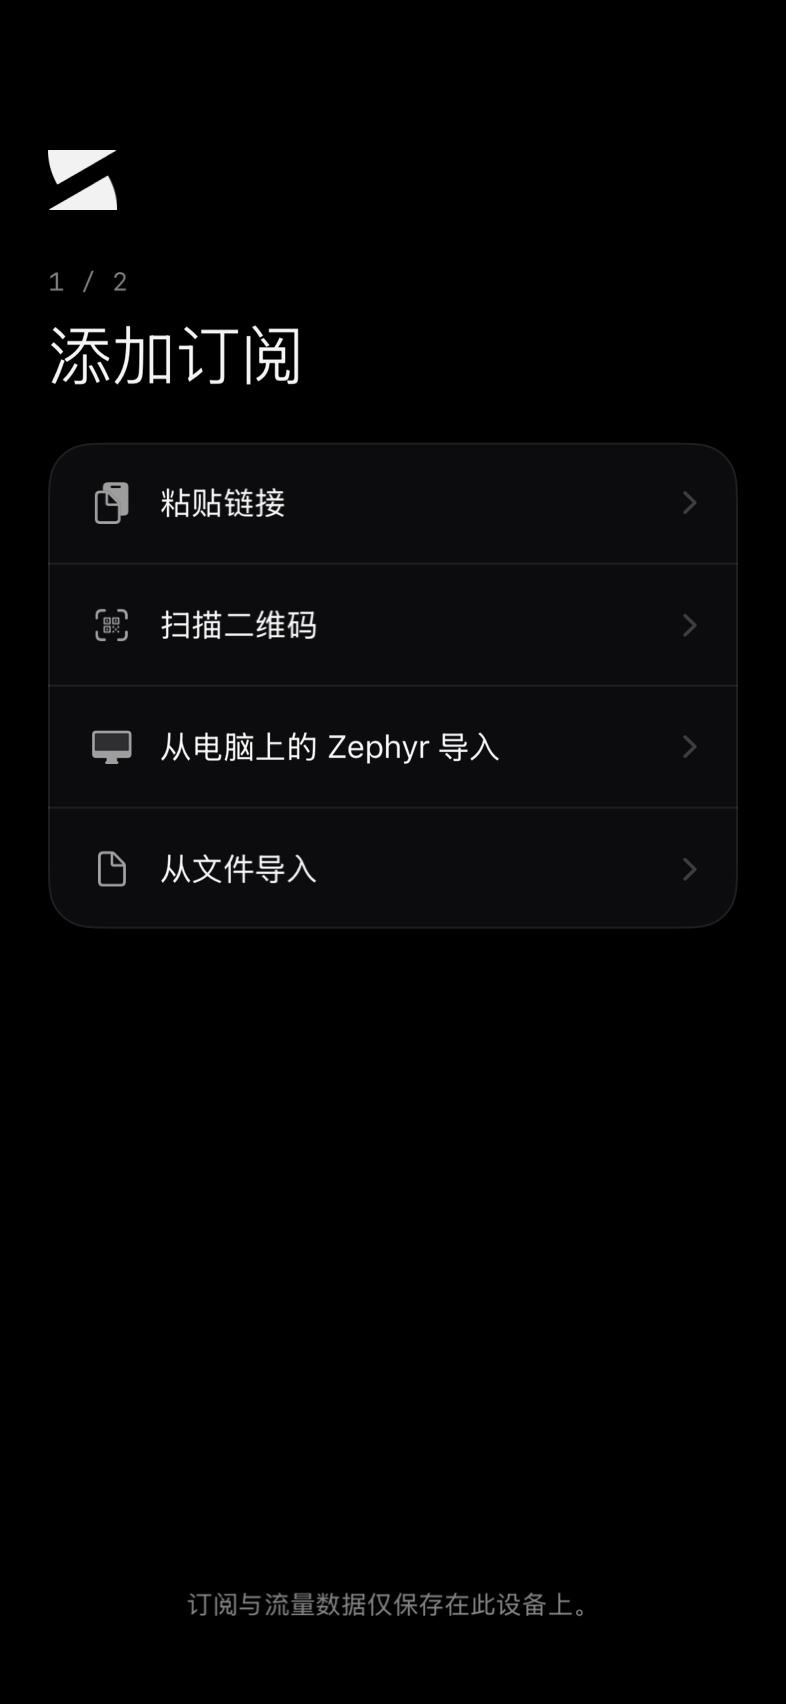 1 / 2
添加订阅
粘贴链接
扫描二维码
从电脑上的 Zephyr 导入
从文件导入
订阅与流量数据仅保存在此设备上。